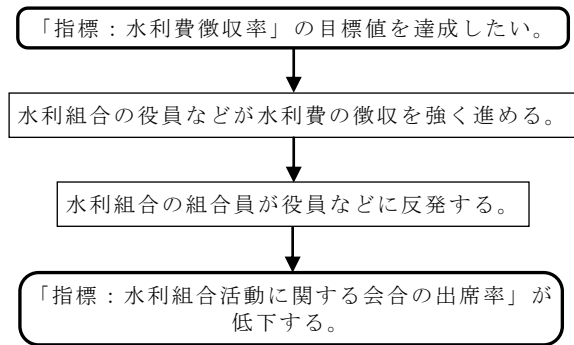 「指標：水利費徴収率」の目標値を達成したい。
水利組合の役員などが水利費の徴収を強く進める。
水利組合の組合員が役員などに反発する。
「指標：水利組合活動に関する会合の出席率」が
低下する。